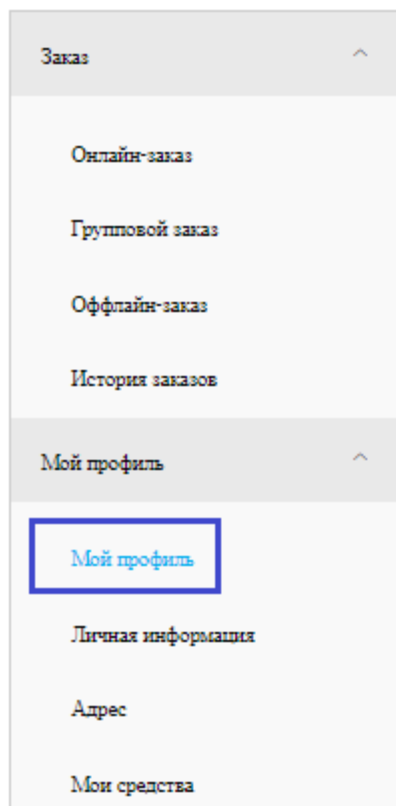 Заказ
Онлайн-заказ
Групповой заказ
Оффлайн-заказ
История заказов
Мой профиль
Мой профиль
Личная информация
Адрес
Мои средства